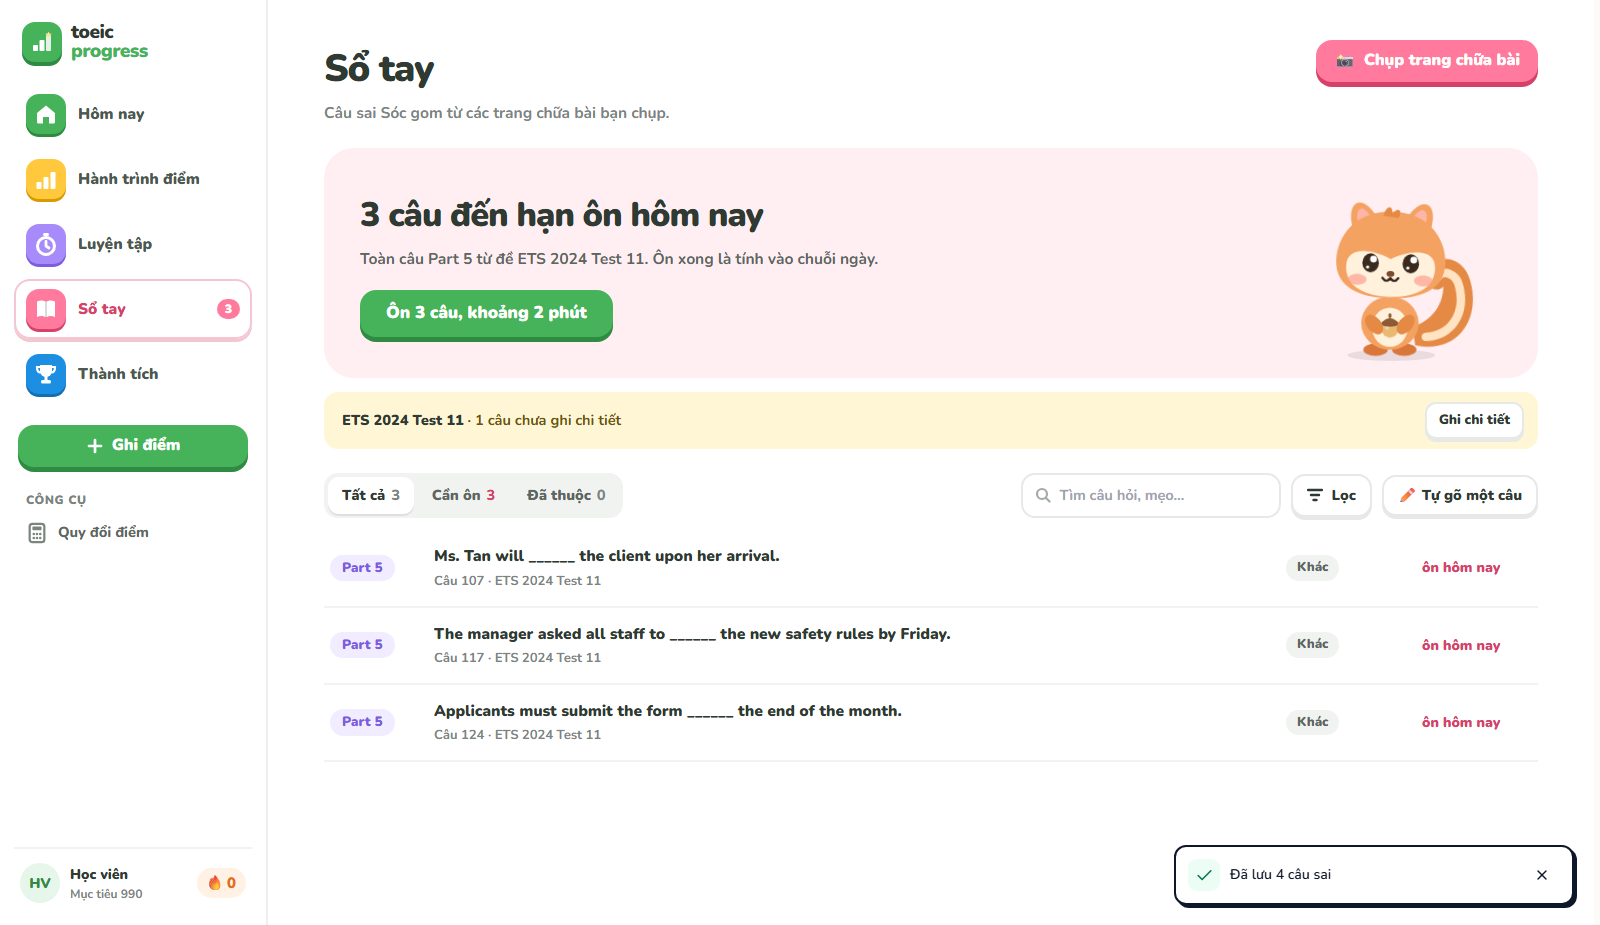 toeic
progress
Hôm nay
Hành trình điểm
Luyện tập
Sổ tay 3
Thành tích
+ Ghi điểm
CÔNG CỤ
Quy đổi điểm
HV
Học viên
Mục tiêu 990
0
Sổ tay
Câu sai Sóc gom từ các trang chữa bài bạn chụp.
Chụp trang chữa bài
3 câu đến hạn ôn hôm nay
Toàn câu Part 5 từ đề ETS 2024 Test 11. Ôn xong là tính vào chuỗi ngày.
Ôn 3 câu, khoảng 2 phút
ETS 2024 Test 11 · 1 câu chưa ghi chi tiết
Ghi chi tiết
Tất cả 3 Cần ôn 3 Đã thuộc 0
Tìm câu hỏi, mẹo...
Lọc
Tự gõ một câu
Part 5
Ms. Tan will ______ the client upon her arrival.
Câu 107 · ETS 2024 Test 11
Khác
ôn hôm nay
Part 5
The manager asked all staff to ______ the new safety rules by Friday.
Câu 117 · ETS 2024 Test 11
Khác
ôn hôm nay
Part 5
Applicants must submit the form ______ the end of the month.
Câu 124 · ETS 2024 Test 11
Khác
ôn hôm nay
Đã lưu 4 câu sai